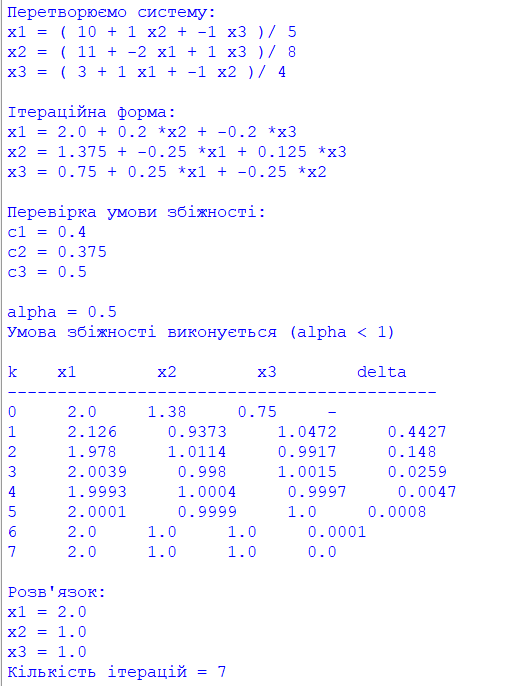 Перетворюємо систему:
x1 = ( 10 + 1 x2 + -1 x3 )/ 5
x2 = ( 11 + -2 x1 + 1 x3 )/ 8
x3 = ( 3 + 1 x1 + -1 x2 )/ 4

Ітераційна форма:
x1 = 2.0 + 0.2 *x2 + -0.2 *x3
x2 = 1.375 + -0.25 *x1 + 0.125 *x3
x3 = 0.75 + 0.25 *x1 + -0.25 *x2

Перевірка умови збіжності:
c1 = 0.4
c2 = 0.375
c3 = 0.5

alpha = 0.5
Умова збіжності виконується (alpha < 1)

k    x1        x2        x3        delta
-------------------------------------------
0     2.0     1.38     0.75     -
1     2.126     0.9373     1.0472     0.4427
2     1.978     1.0114     0.9917     0.148
3     2.0039     0.998     1.0015     0.0259
4     1.9993     1.0004     0.9997     0.0047
5     2.0001     0.9999     1.0     0.0008
6     2.0     1.0     1.0     0.0001
7     2.0     1.0     1.0     0.0

Розв'язок:
x1 = 2.0
x2 = 1.0
x3 = 1.0
Кількість ітерацій = 7